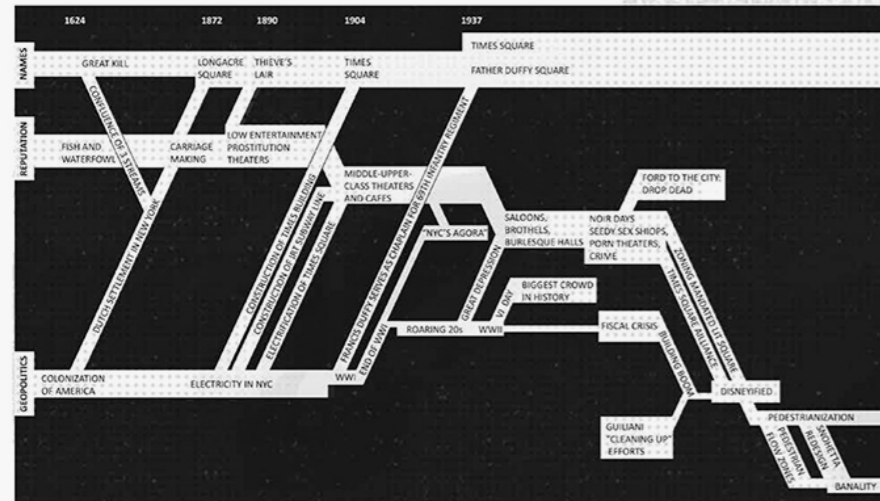 1624
1872
1890
1904
1937
NAMES
GREAT KILL
LONGACRE
SQUARE
THIEVE'S
LAIR
TIMES
SQUARE
TIMES SQUARE
FATHER DUFFY SQUARE
CONFLUENCE OF 3 STREAMS
REPUTATION
FISH AND
WATERFOWL
CARRIAGE
MAKING
LOW ENTERTAINMENT
PROSTITUTION
THEATERS
MIDDLE-UPPER-
CLASS THEATERS
AND CAFES
"NYC'S AGORA"
SALOONS,
BROTHELS,
BURLESQUE HALLS
NOIR DAYS
SEEDY SEX SHIOPS,
PORN THEATERS,
CRIME
FORD TO THE CITY:
DROP DEAD
DUTCH SETTLEMENT IN NEW YORK
CONSTRUCTION OF TIMES BUILDING
CONSTRUCTION OF IRT SUBWAY LINE
ELECTRIFICATION OF TIMES SQUARE
FRANCIS DUFFY SERVES AS CHAPLAIN FOR 69TH INFANTRY REGIMENT
END OF WWI
GREAT DEPRESSION
VJ DAY
BIGGEST CROWD
IN HISTORY
ZONING MANDATED LIT SQUARE
TIMES SQUARE ALLIANCE
ROARING 20s
WWII
FISCAL CRISIS
BUILDING BOOM
GEOPOLITICS
COLONIZATION
OF AMERICA
ELECTRICITY IN NYC
WWI
DISNEYIFIED
GUILIANI
"CLEANING UP"
EFFORTS
PEDESTRIANIZATION
PEDESTRIAN
FLOW ZONES
SNOHETTA
REDESIGN
BANALITY